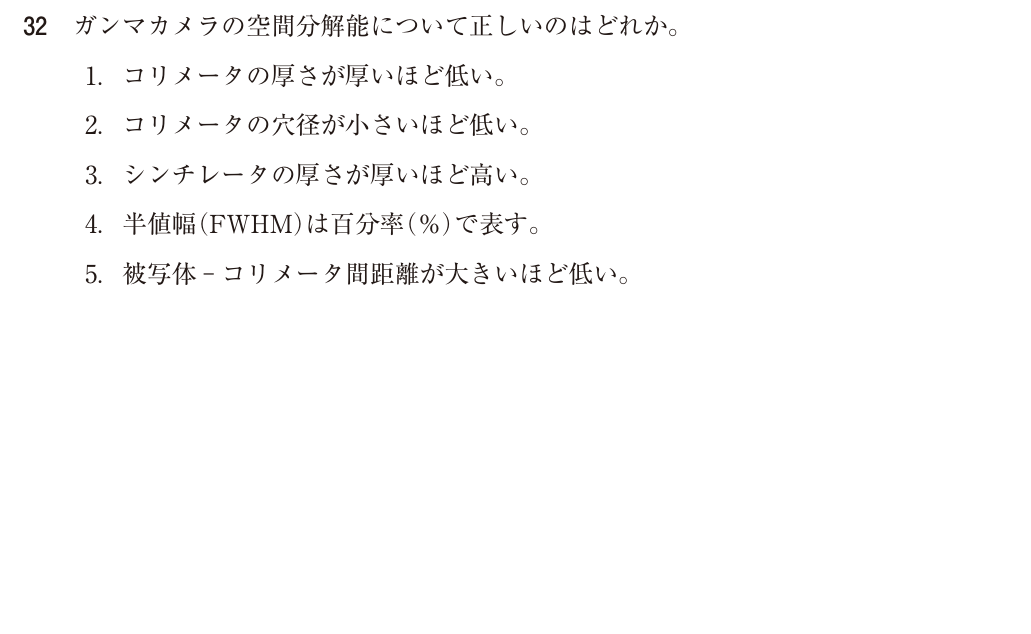 32 ガンマカメラの空間分解能について正しいのはどれか。
1. コリメータの厚さが厚いほど低い。
2. コリメータの穴径が小さいほど低い。
3. シンチレータの厚さが厚いほど高い。
4. 半値幅(FWHM)は百分率(%)で表す。
5. 被写体－コリメータ間距離が大きいほど低い。